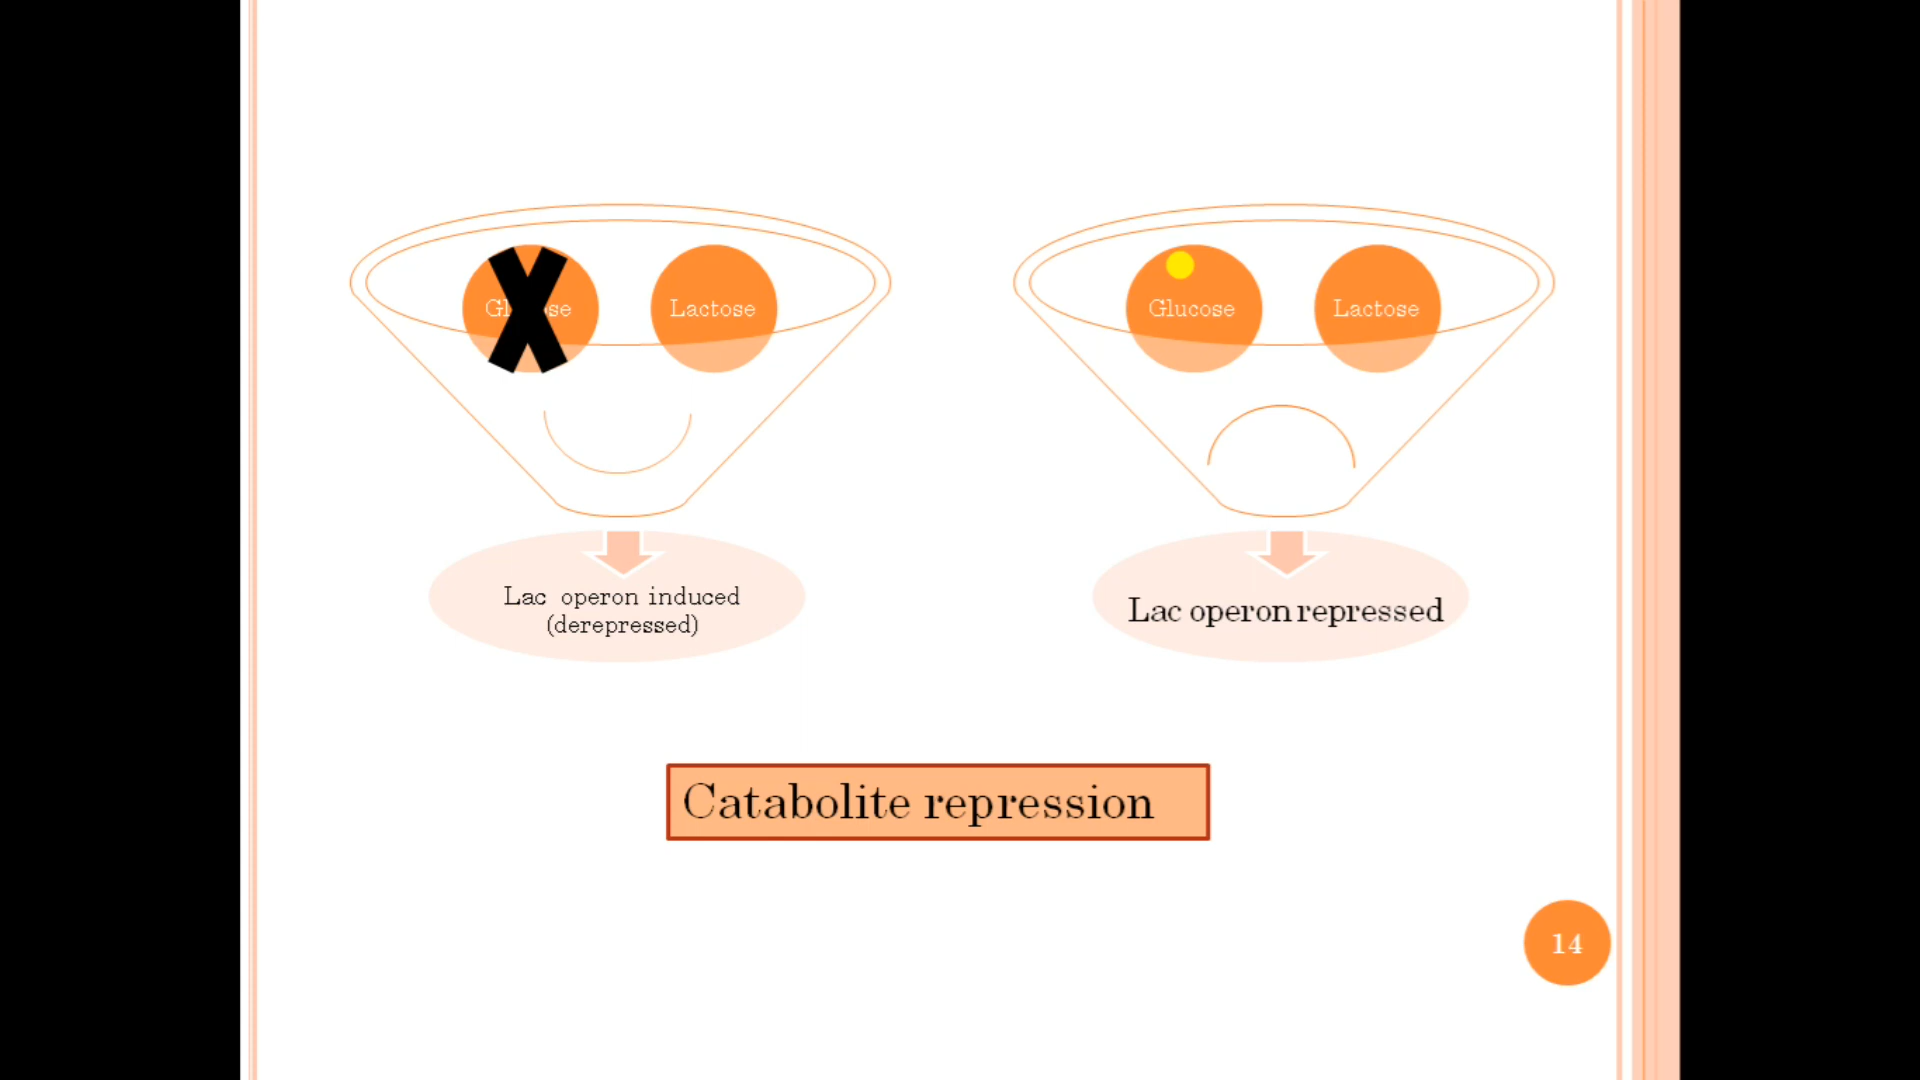 Lactose
Glucose
Lactose
Lac operon induced
(derepressed)
Lac operon repressed
Catabolite repression
14